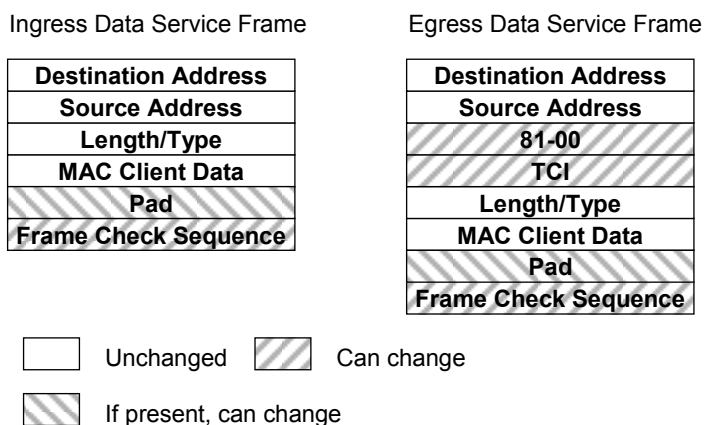 Ingress Data Service Frame
Destination Address
Source Address
Length/Type
MAC Client Data
Pad
Frame Check Sequence
Egress Data Service Frame
Destination Address
Source Address
81-00
TCI
Length/Type
MAC Client Data
Pad
Frame Check Sequence
Unchanged
Can change
If present, can change